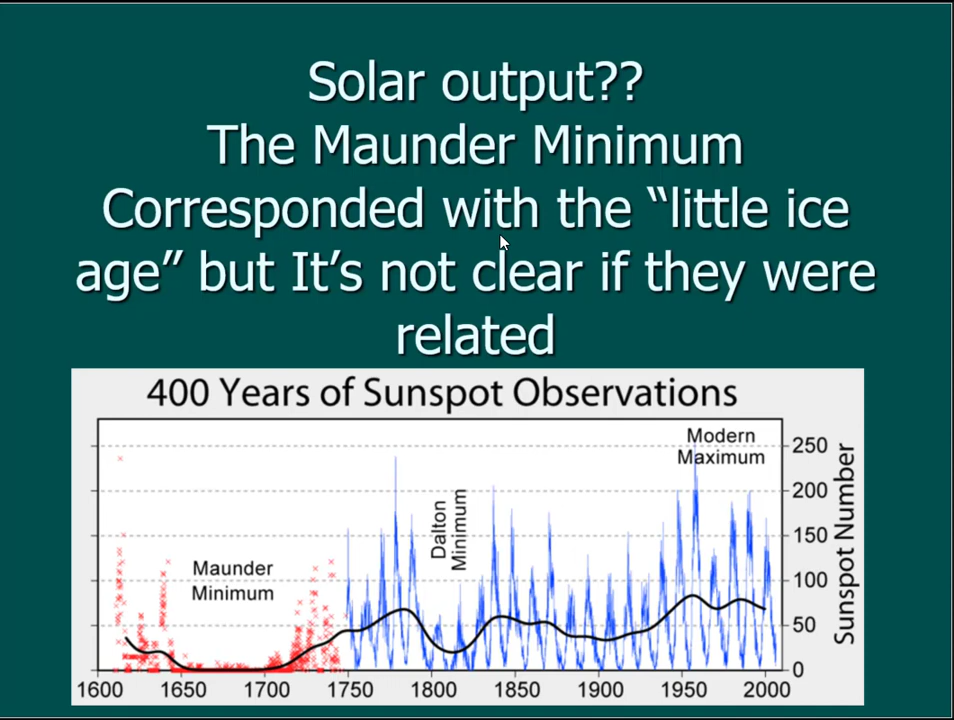 Solar output??
The Maunder Minimum
Corresponded with the “little ice
age” but It’s not clear if they were
related
400 Years of Sunspot Observations
Modern
Maximum
Dalton
Minimum
Maunder
Minimum
250
200
150
100
50
0
Sunspot Number
1600 1650 1700 1750 1800 1850 1900 1950 2000